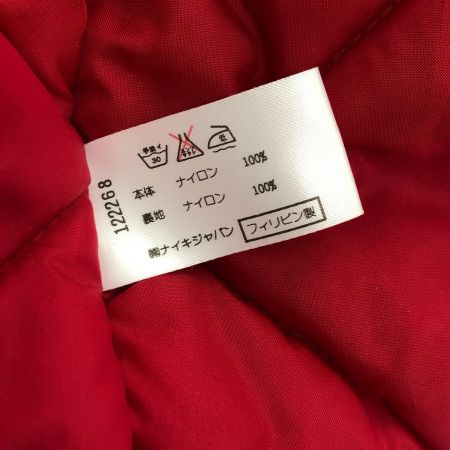 手洗イ 30 エンソサラシ 低
本体 ナイロン 100%
裏地 ナイロン 100%
㈱ナイキジャパン フィリピン製
122268